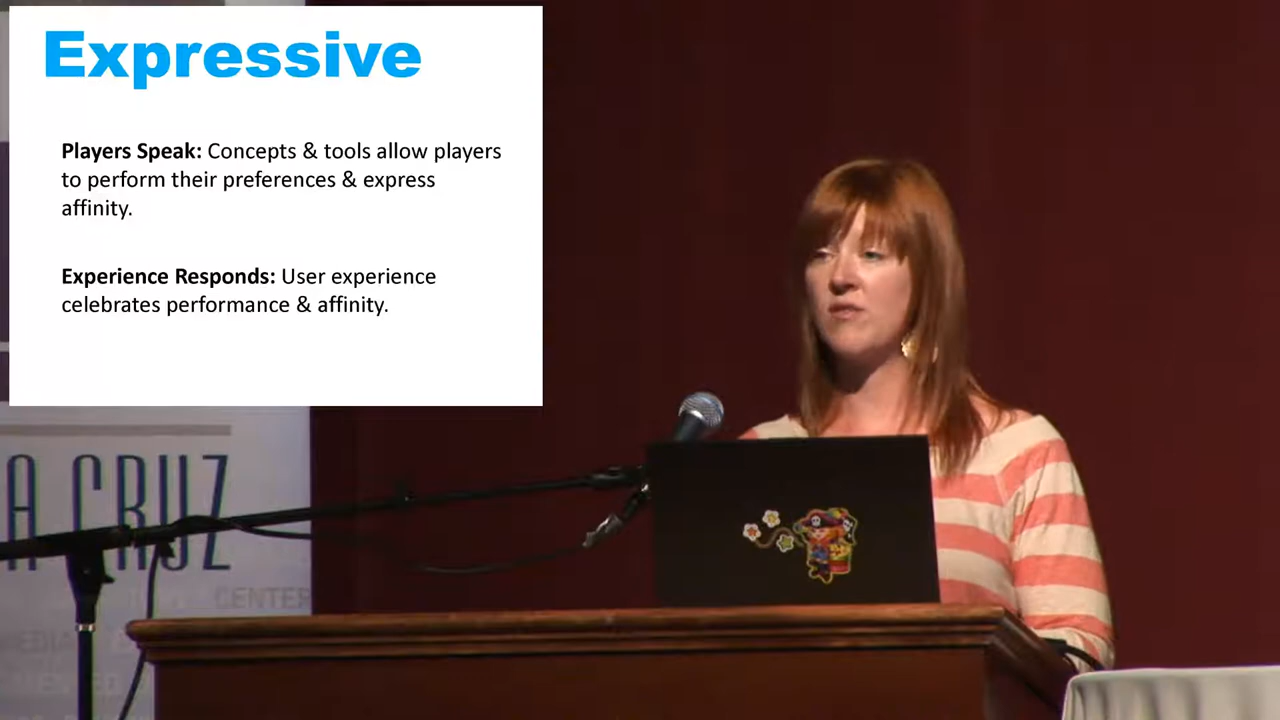 Expressive
Players Speak: Concepts & tools allow players
to perform their preferences & express
affinity.
Experience Responds: User experience
celebrates performance & affinity.
A CRUZ
CENTER